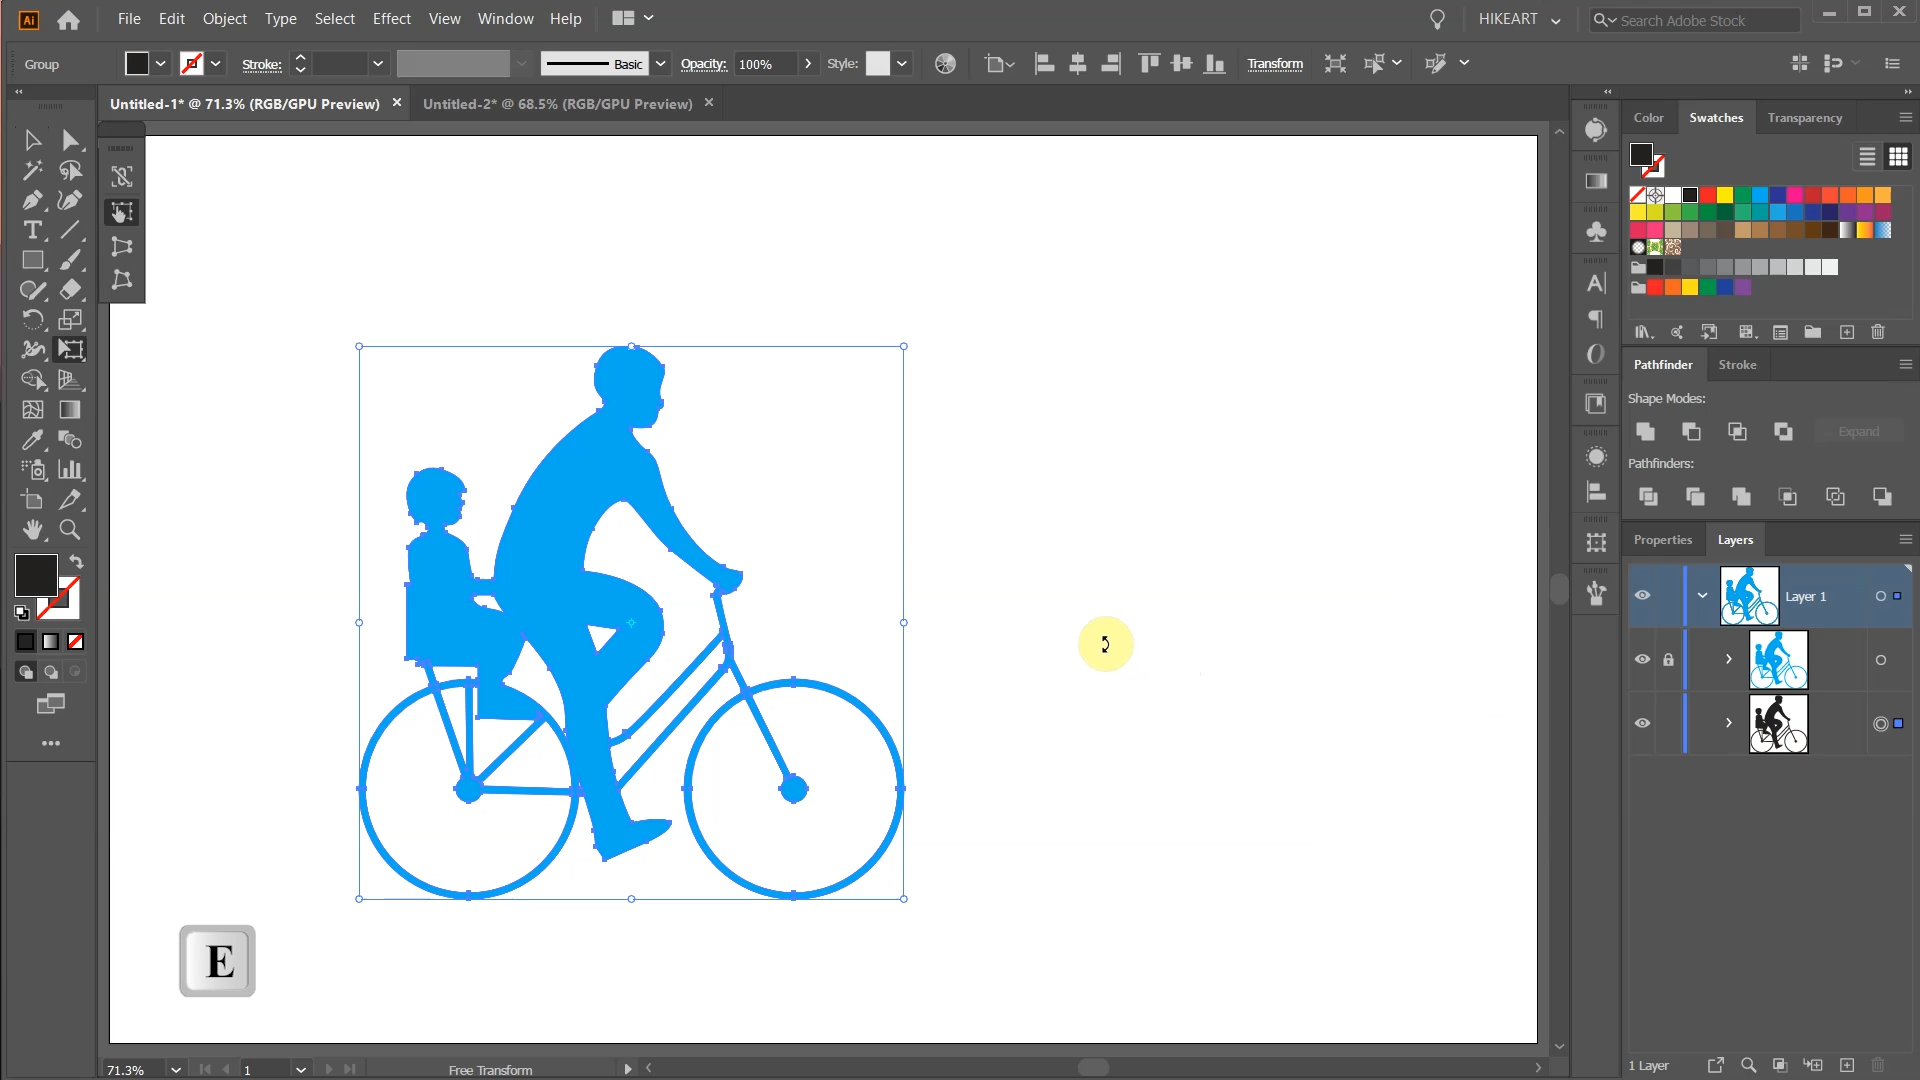 Ai File Edit Object Type Select Effect View Window Help HIKEART Search Adobe Stock
Group Stroke: Basic Opacity: 100% Style: Transform
Untitled-1* @ 71.3% (RGB/GPU Preview) Untitled-2* @ 68.5% (RGB/GPU Preview)
Color Swatches Transparency
Pathfinder Stroke
Shape Modes:
Expand
Pathfinders:
Properties Layers
Layer 1
E
1 Layer
71.3% 1 Free Transform